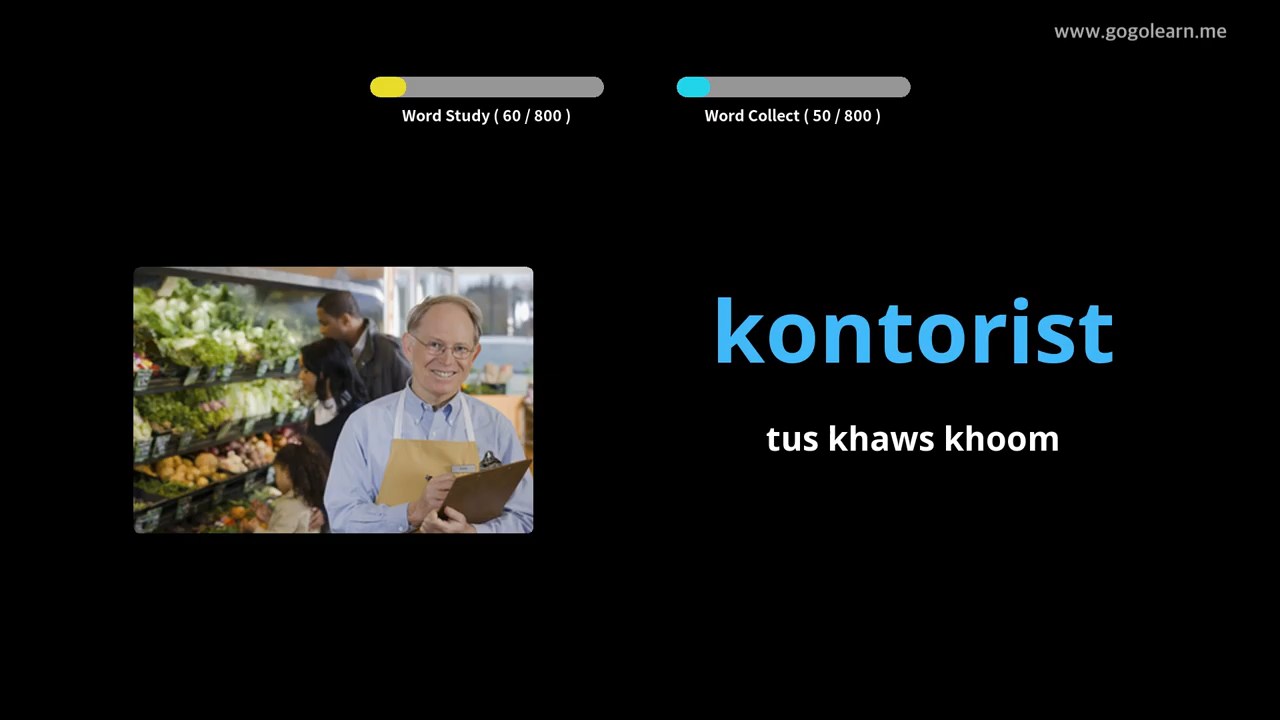 www.gogolearn.me
Word Study ( 60 / 800 )
Word Collect ( 50 / 800 )
kontorist
tus khaws khoom